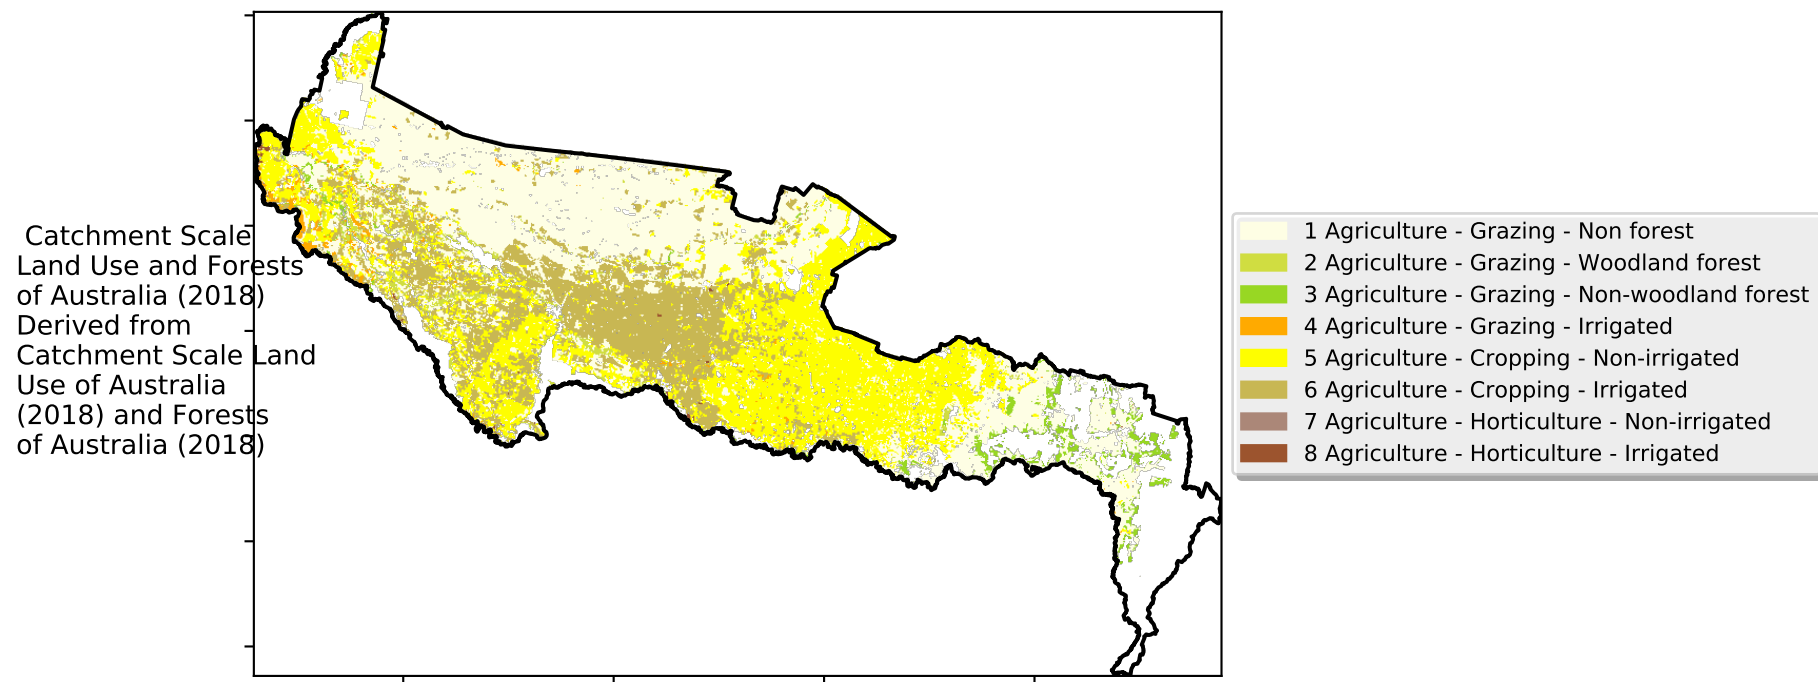 Catchment Scale
Land Use and Forests
of Australia (2018)
Derived from
Catchment Scale Land
Use of Australia
(2018) and Forests
of Australia (2018)
1 Agriculture - Grazing - Non forest
2 Agriculture - Grazing - Woodland forest
3 Agriculture - Grazing - Non-woodland forest
4 Agriculture - Grazing - Irrigated
5 Agriculture - Cropping - Non-irrigated
6 Agriculture - Cropping - Irrigated
7 Agriculture - Horticulture - Non-irrigated
8 Agriculture - Horticulture - Irrigated